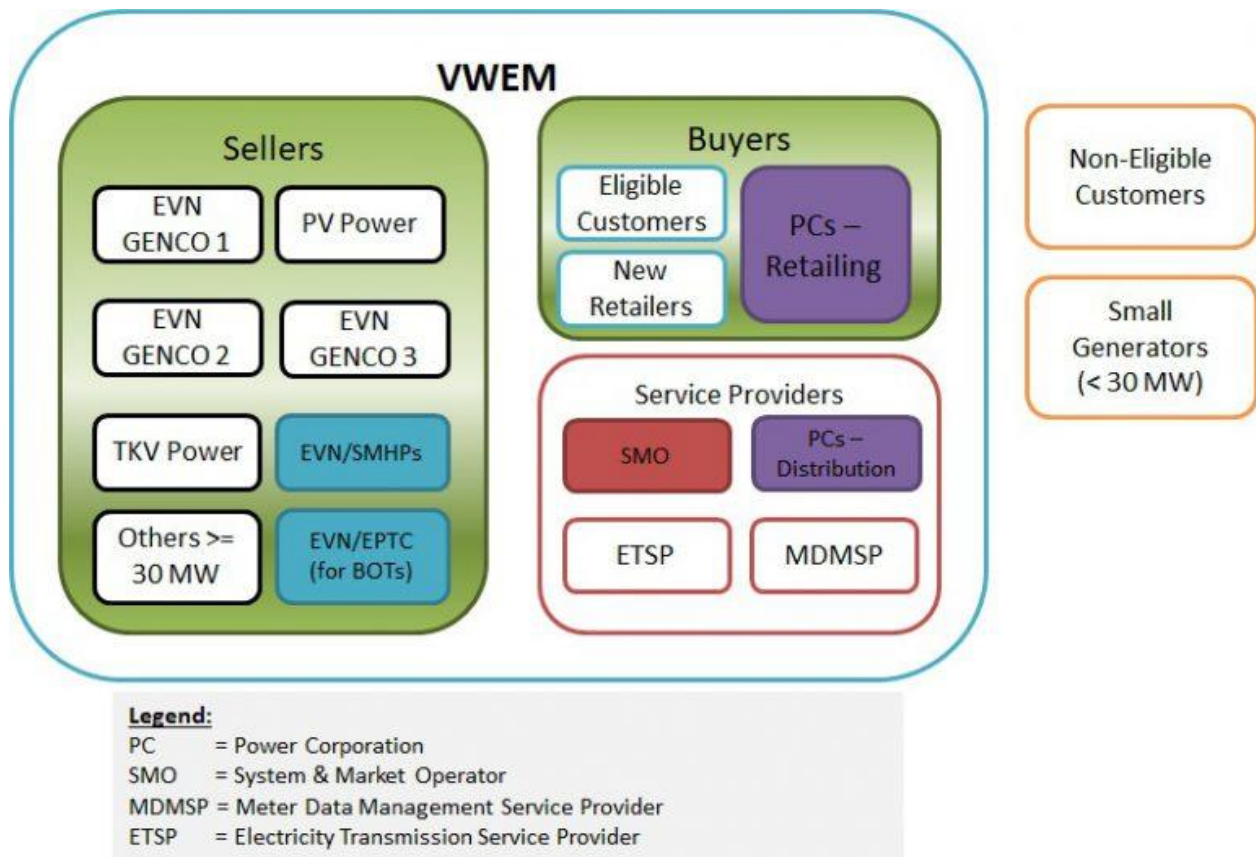 VWEM
Sellers
EVN
GENCO 1
PV Power
EVN
GENCO 2
EVN
GENCO 3
TKV Power
EVN/SMHPs
Others >=
30 MW
EVN/EPTC
(for BOTs)
Buyers
Eligible
Customers
New
Retailers
PCs –
Retailing
Service Providers
SMO
PCs –
Distribution
ETSP
MDMSP
Non-Eligible
Customers
Small
Generators
(< 30 MW)
Legend:
PC = Power Corporation
SMO = System & Market Operator
MDMSP = Meter Data Management Service Provider
ETSP = Electricity Transmission Service Provider